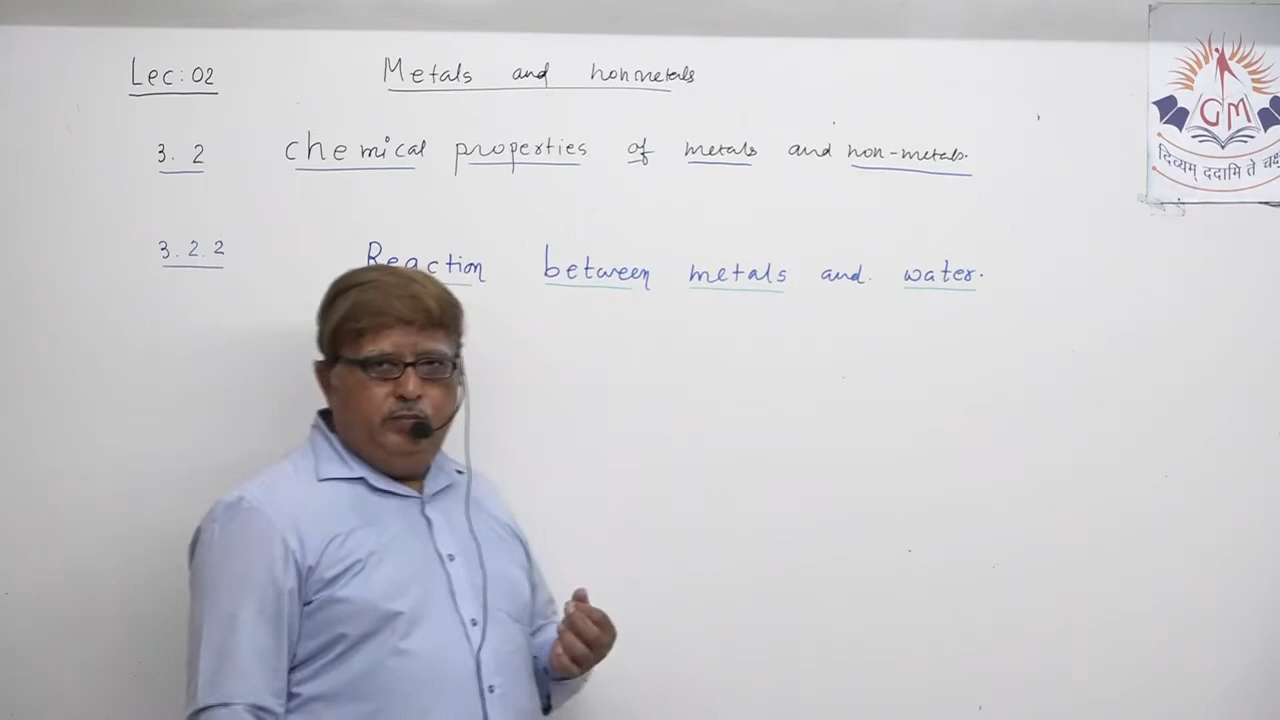 Lec: 02 Metals and nonmetals
3.2 chemical properties of metals and non-metals.
3.2.2 Reaction between metals and. water.
GM
दिव्यम् ददामि ते चक्षु